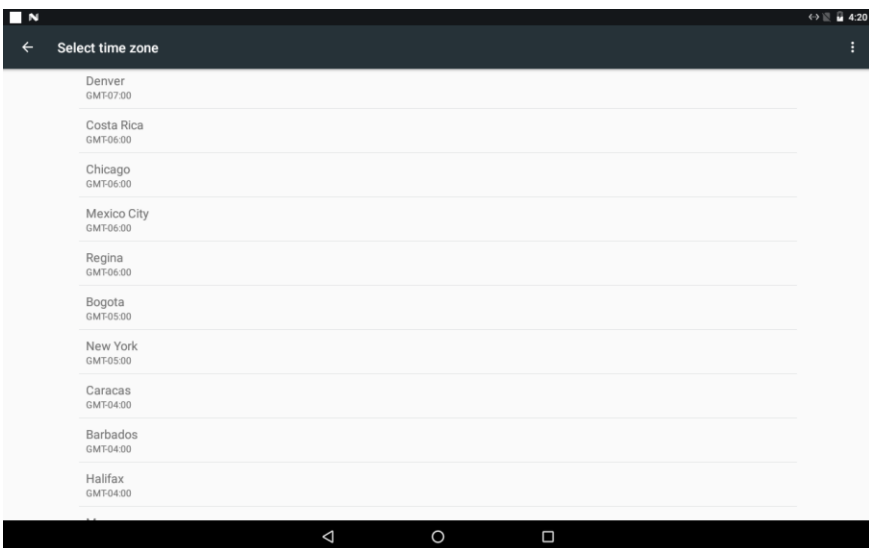 4:20
Select time zone
Denver
GMT-07:00
Costa Rica
GMT-06:00
Chicago
GMT-06:00
Mexico City
GMT-06:00
Regina
GMT-06:00
Bogota
GMT-05:00
New York
GMT-05:00
Caracas
GMT-04:00
Barbados
GMT-04:00
Halifax
GMT-04:00